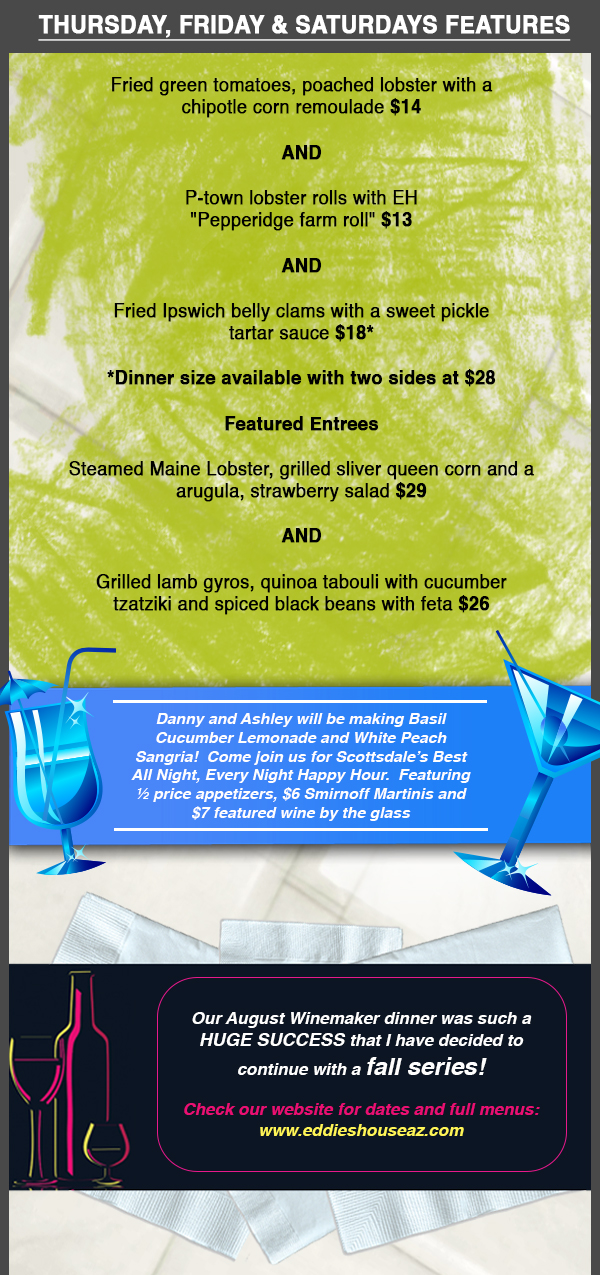 THURSDAY, FRIDAY & SATURDAYS FEATURES
Fried green tomatoes, poached lobster with a
chipotle corn remoulade $14
AND
P-town lobster rolls with EH
"Pepperidge farm roll" $13
AND
Fried Ipswich belly clams with a sweet pickle
tartar sauce $18*
*Dinner size available with two sides at $28
Featured Entrees
Steamed Maine Lobster, grilled sliver queen corn and a
arugula, strawberry salad $29
AND
Grilled lamb gyros, quinoa tabouli with cucumber
tzatziki and spiced black beans with feta $26
Danny and Ashley will be making Basil
Cucumber Lemonade and White Peach
Sangria!  Come join us for Scottsdale's Best
All Night, Every Night Happy Hour.  Featuring
½ price appetizers, $6 Smirnoff Martinis and
$7 featured wine by the glass
Our August Winemaker dinner was such a
HUGE SUCCESS that I have decided to
continue with a fall series!
Check our website for dates and full menus:
www.eddieshouseaz.com